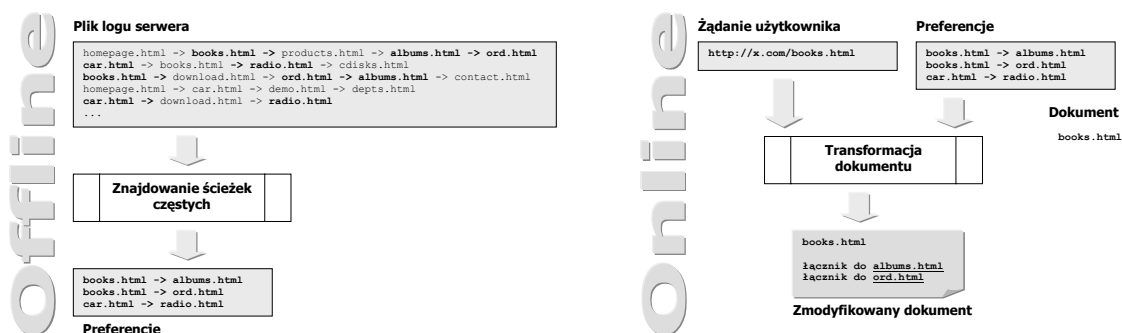 Offline
Plik logu serwera
homepage.html -> books.html -> products.html -> albums.html -> ord.html
car.html -> books.html -> radio.html -> cdisks.html
books.html -> download.html -> ord.html -> albums.html -> contact.html
homepage.html -> car.html -> demo.html -> depts.html
car.html -> download.html -> radio.html
...
Znajdowanie ścieżek
częstych
books.html -> albums.html
books.html -> ord.html
car.html -> radio.html
Preferencje
Online
Żądanie użytkownika
http://x.com/books.html
Preferencje
books.html -> albums.html
books.html -> ord.html
car.html -> radio.html
Dokument
books.html
Transformacja
dokumentu
books.html
łącznik do albums.html
łącznik do ord.html
Zmodyfikowany dokument